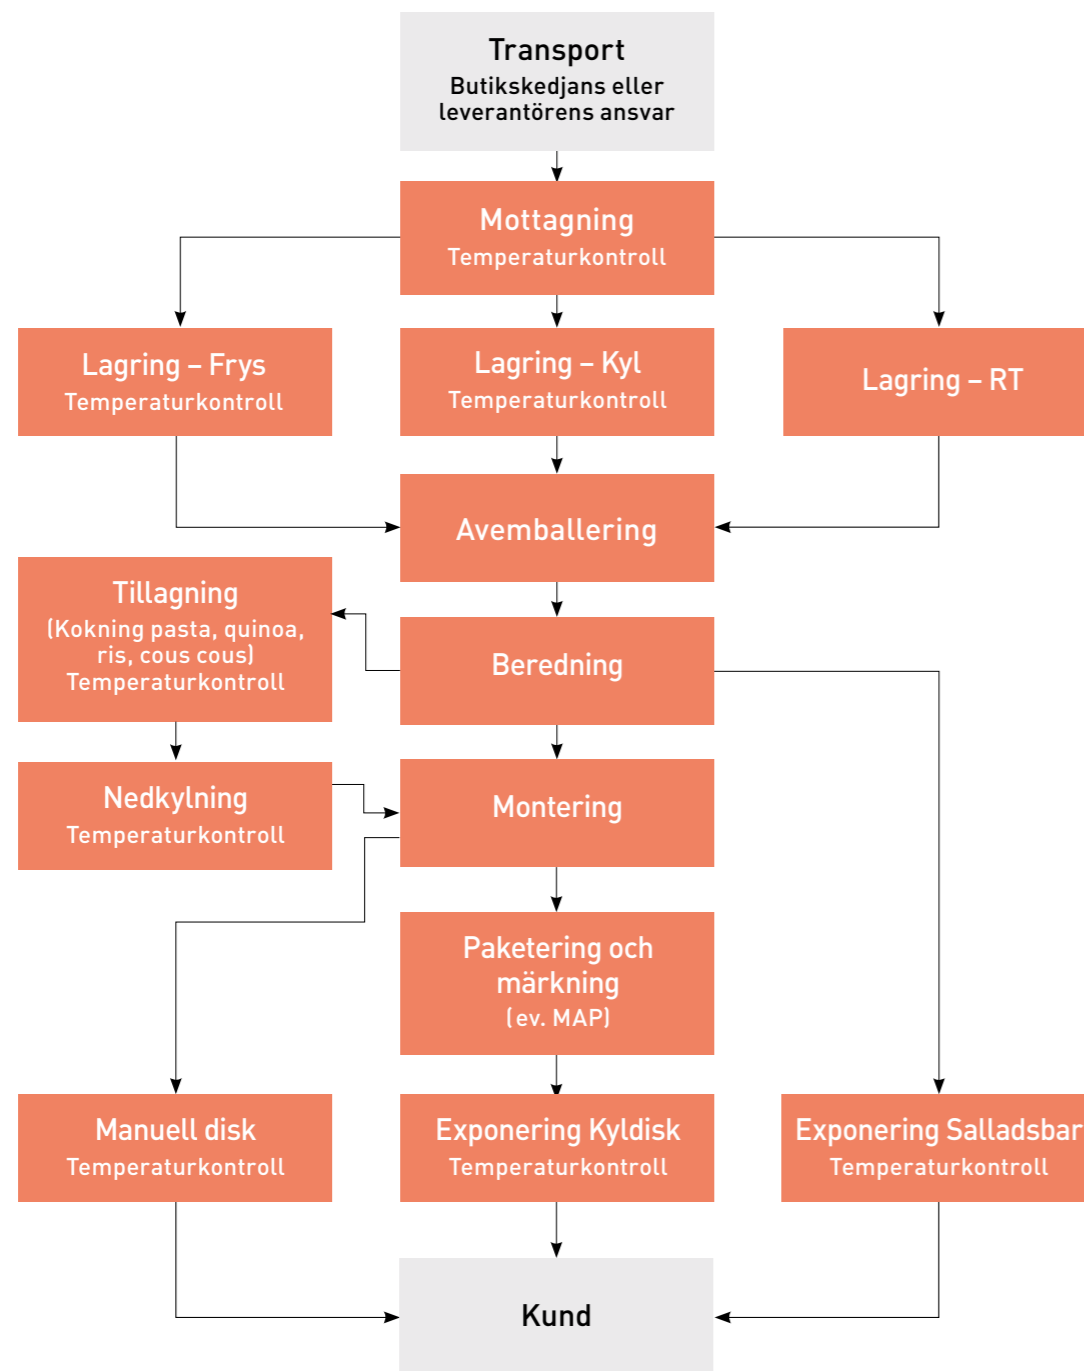 Transport
Butikskedjans eller
leverantörens ansvar
Mottagning
Temperaturkontroll
Lagring – Frys
Temperaturkontroll
Lagring – Kyl
Temperaturkontroll
Lagring – RT
Avemballering
Tillagning
(Kokning pasta, quinoa,
ris, cous cous)
Temperaturkontroll
Beredning
Nedkylning
Temperaturkontroll
Montering
Paketering och
märkning
(ev. MAP)
Manuell disk
Temperaturkontroll
Exponering Kyldisk
Temperaturkontroll
Exponering Salladsbar
Temperaturkontroll
Kund